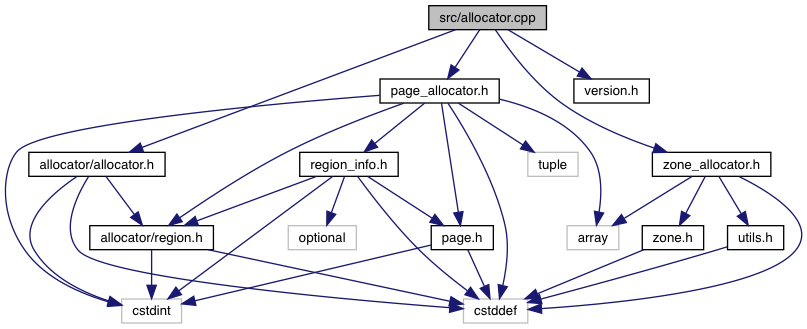 src/allocator.cpp
page_allocator.h
version.h
allocator/allocator.h
region_info.h
tuple
zone_allocator.h
allocator/region.h
optional
page.h
array
zone.h
utils.h
cstdint
cstddef